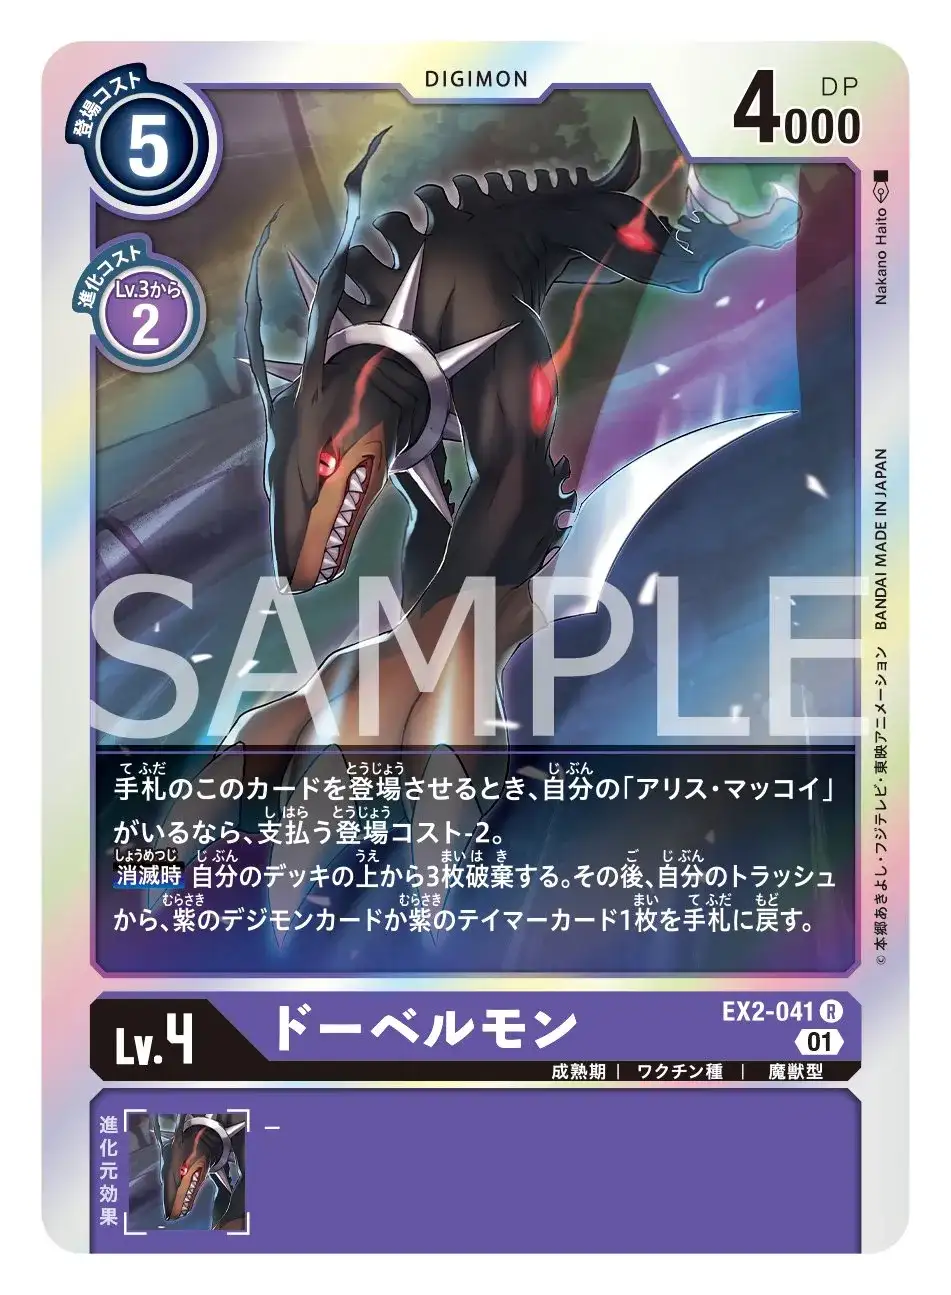 DIGIMON
登場コスト
5
DP
4000
進化コスト
Lv.3から
2
Nakano Haito
BANDAI MADE IN JAPAN
©本郷あきよし・フジテレビ・東映アニメーション
SAMPLE
手札のこのカードを登場させるとき、自分の「アリス・マッコイ」
がいるなら、支払う登場コスト-2。
消滅時 自分のデッキの上から3枚破棄する。その後、自分のトラッシュ
から、紫のデジモンカードか紫のテイマーカード1枚を手札に戻す。
Lv.4
ドーベルモン
EX2-041 R
01
成熟期 | ワクチン種 | 魔獣型
進化元効果
–